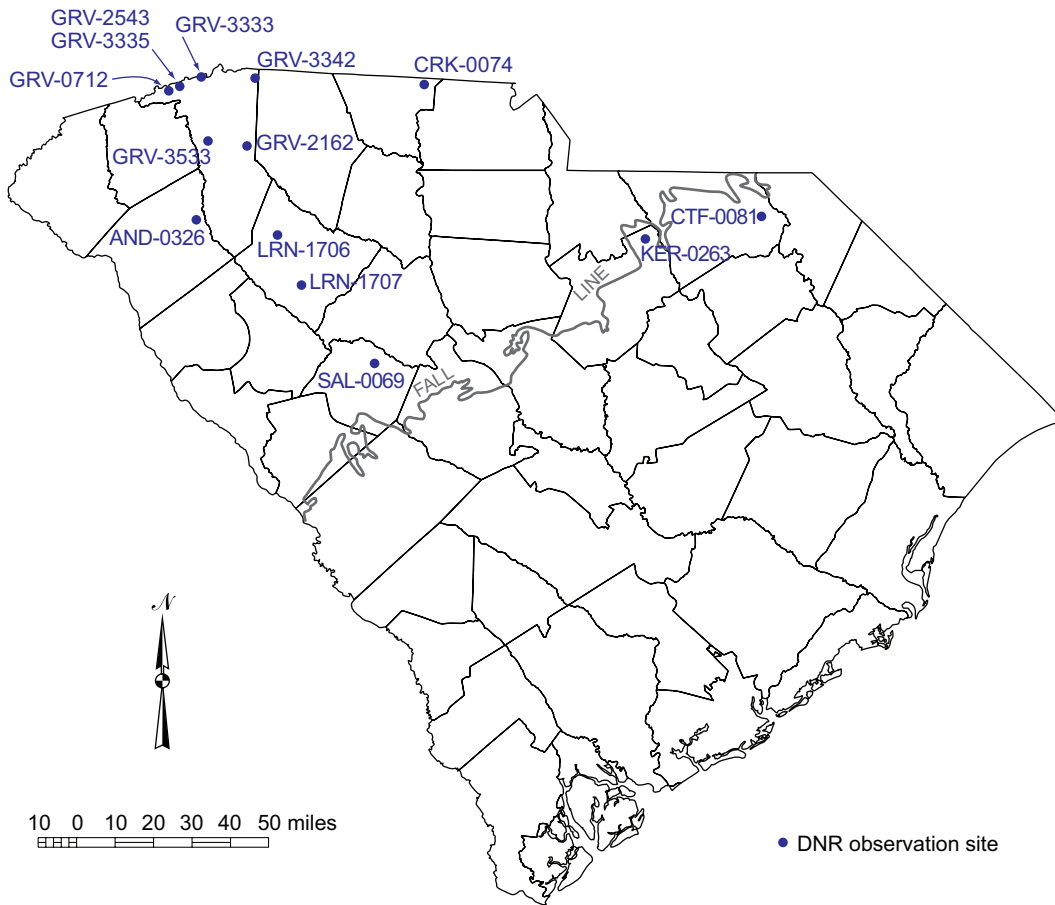 GRV-2543
GRV-3335
GRV-3333
GRV-0712
GRV-3342
CRK-0074
GRV-3533
GRV-2162
AND-0326
LRN-1706
LRN-1707
CTF-0081
KER-0263
SAL-0069
FALL
LINE
N
10 0 10 20 30 40 50 miles
DNR observation site